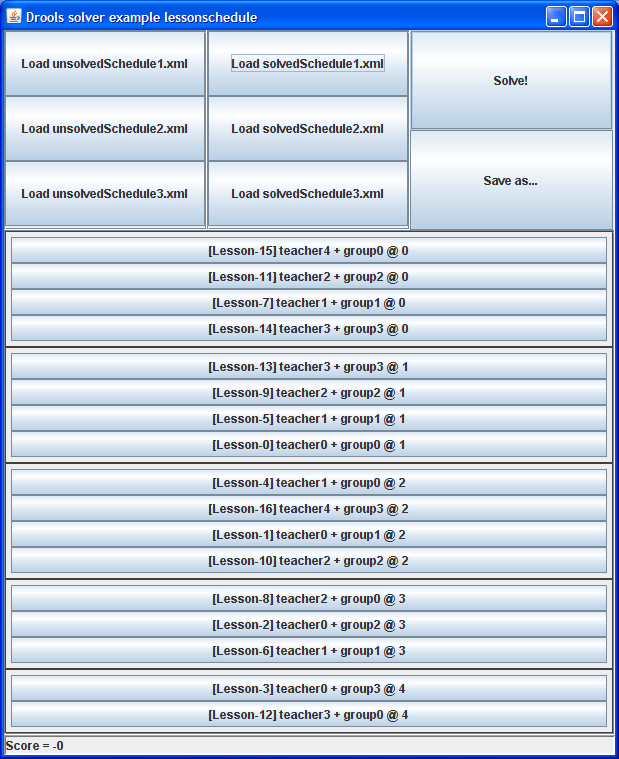 Drools solver example lessonschedule
Load unsolvedSchedule1.xml
Load solvedSchedule1.xml
Solve!
Load unsolvedSchedule2.xml
Load solvedSchedule2.xml
Save as...
Load unsolvedSchedule3.xml
Load solvedSchedule3.xml
[Lesson-15] teacher4 + group0 @ 0
[Lesson-11] teacher2 + group2 @ 0
[Lesson-7] teacher1 + group1 @ 0
[Lesson-14] teacher3 + group3 @ 0
[Lesson-13] teacher3 + group3 @ 1
[Lesson-9] teacher2 + group2 @ 1
[Lesson-5] teacher1 + group1 @ 1
[Lesson-0] teacher0 + group0 @ 1
[Lesson-4] teacher1 + group0 @ 2
[Lesson-16] teacher4 + group3 @ 2
[Lesson-1] teacher0 + group1 @ 2
[Lesson-10] teacher2 + group2 @ 2
[Lesson-8] teacher2 + group0 @ 3
[Lesson-2] teacher0 + group2 @ 3
[Lesson-6] teacher1 + group1 @ 3
[Lesson-3] teacher0 + group3 @ 4
[Lesson-12] teacher3 + group0 @ 4
Score = -0